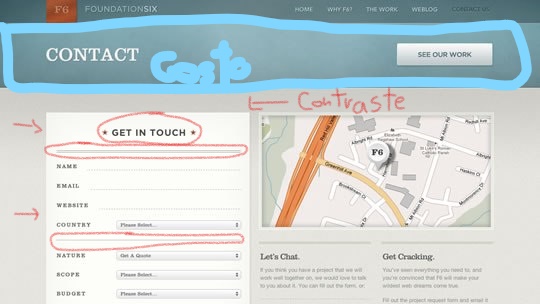 F6 FOUNDATIONSIX
HOME WHY F6? THE WORK WEBLOG CONTACT US
CONTACT
SEE OUR WORK
Contraste
GET IN TOUCH
NAME
EMAIL
WEBSITE
COUNTRY Please Select...
NATURE Get A Quote
SCOPE Please Select...
BUDGET Please Select...
F6
Greenmt Ave
Let's Chat.
If you think you have a project that we will
work well together on, we would love to talk
to you about it. You can fill out the form, or,
Get Cracking.
You've seen everything you need to, and
you're convinced that F6 will make your
wildest web dreams come true.
Fill out the project request form and email it